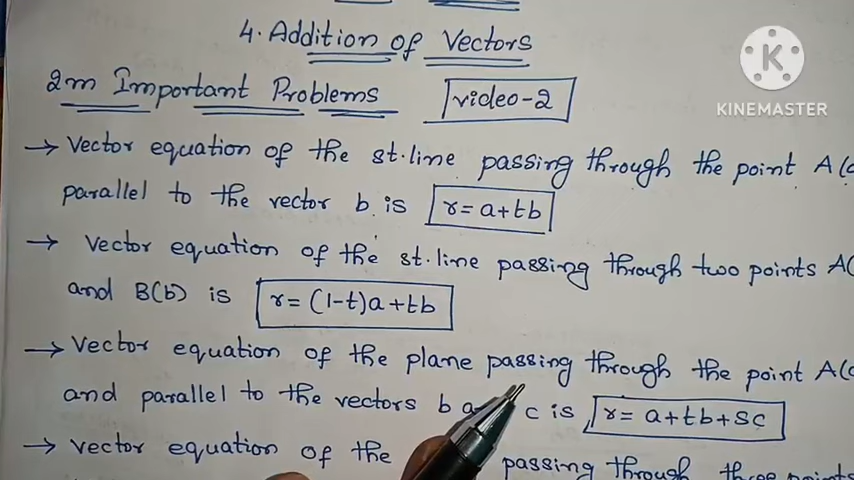 4. Addition of Vectors
2m Important Problems video-2
K
KINEMASTER
→ Vector equation of the st.line passing through the point A(
parallel to the vector b is r=a+tb
→ Vector equation of the st.line passing through two points A(
and B(b) is r=(1-t)a+tb
→ Vector equation of the plane passing through the point A(
and parallel to the vectors b a c is r=a+tb+sc
→ Vector equation of the passing through three points